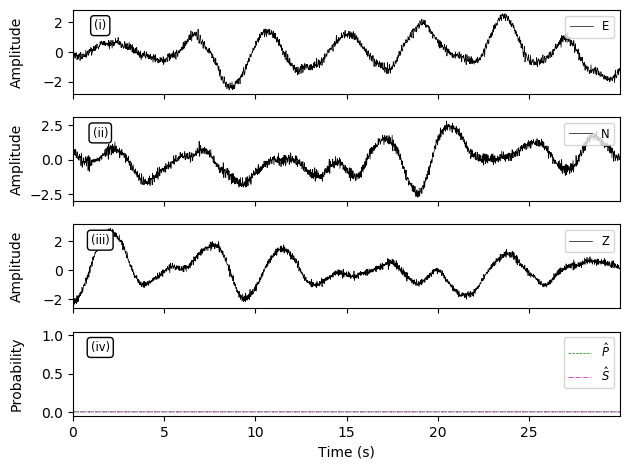 (i)
E
2
0
−2
Amplitude
(ii)
N
2.5
0.0
−2.5
Amplitude
(iii)
Z
2
0
−2
Amplitude
(iv)
P̂
Ŝ
1.0
0.5
0.0
Probability
0 5 10 15 20 25
Time (s)